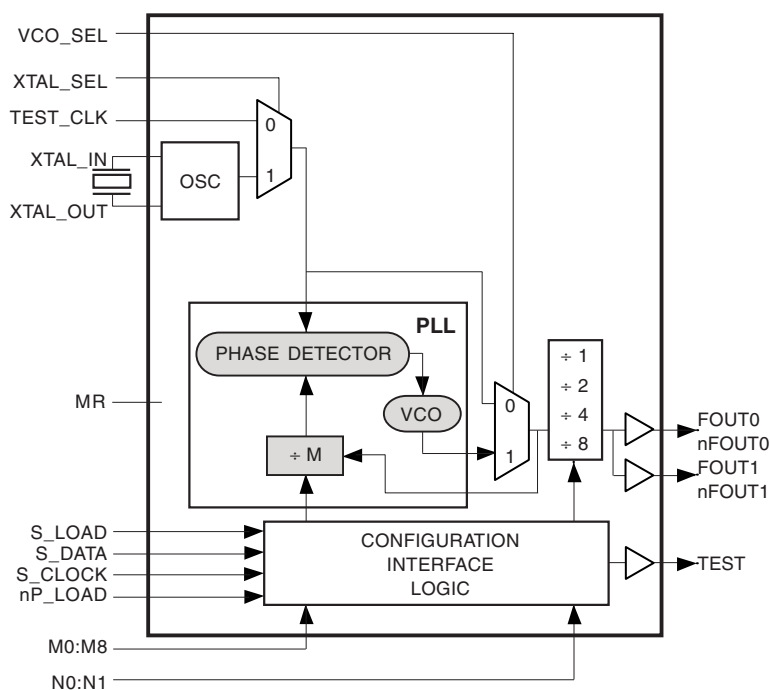 VCO_SEL
XTAL_SEL
TEST_CLK
0
XTAL_IN
OSC
1
XTAL_OUT
PLL
PHASE DETECTOR
÷ 1
÷ 2
÷ 4
÷ 8
MR
VCO
0
1
FOUT0
nFOUT0
÷ M
FOUT1
nFOUT1
S_LOAD
S_DATA
S_CLOCK
nP_LOAD
CONFIGURATION
INTERFACE
LOGIC
TEST
M0:M8
N0:N1